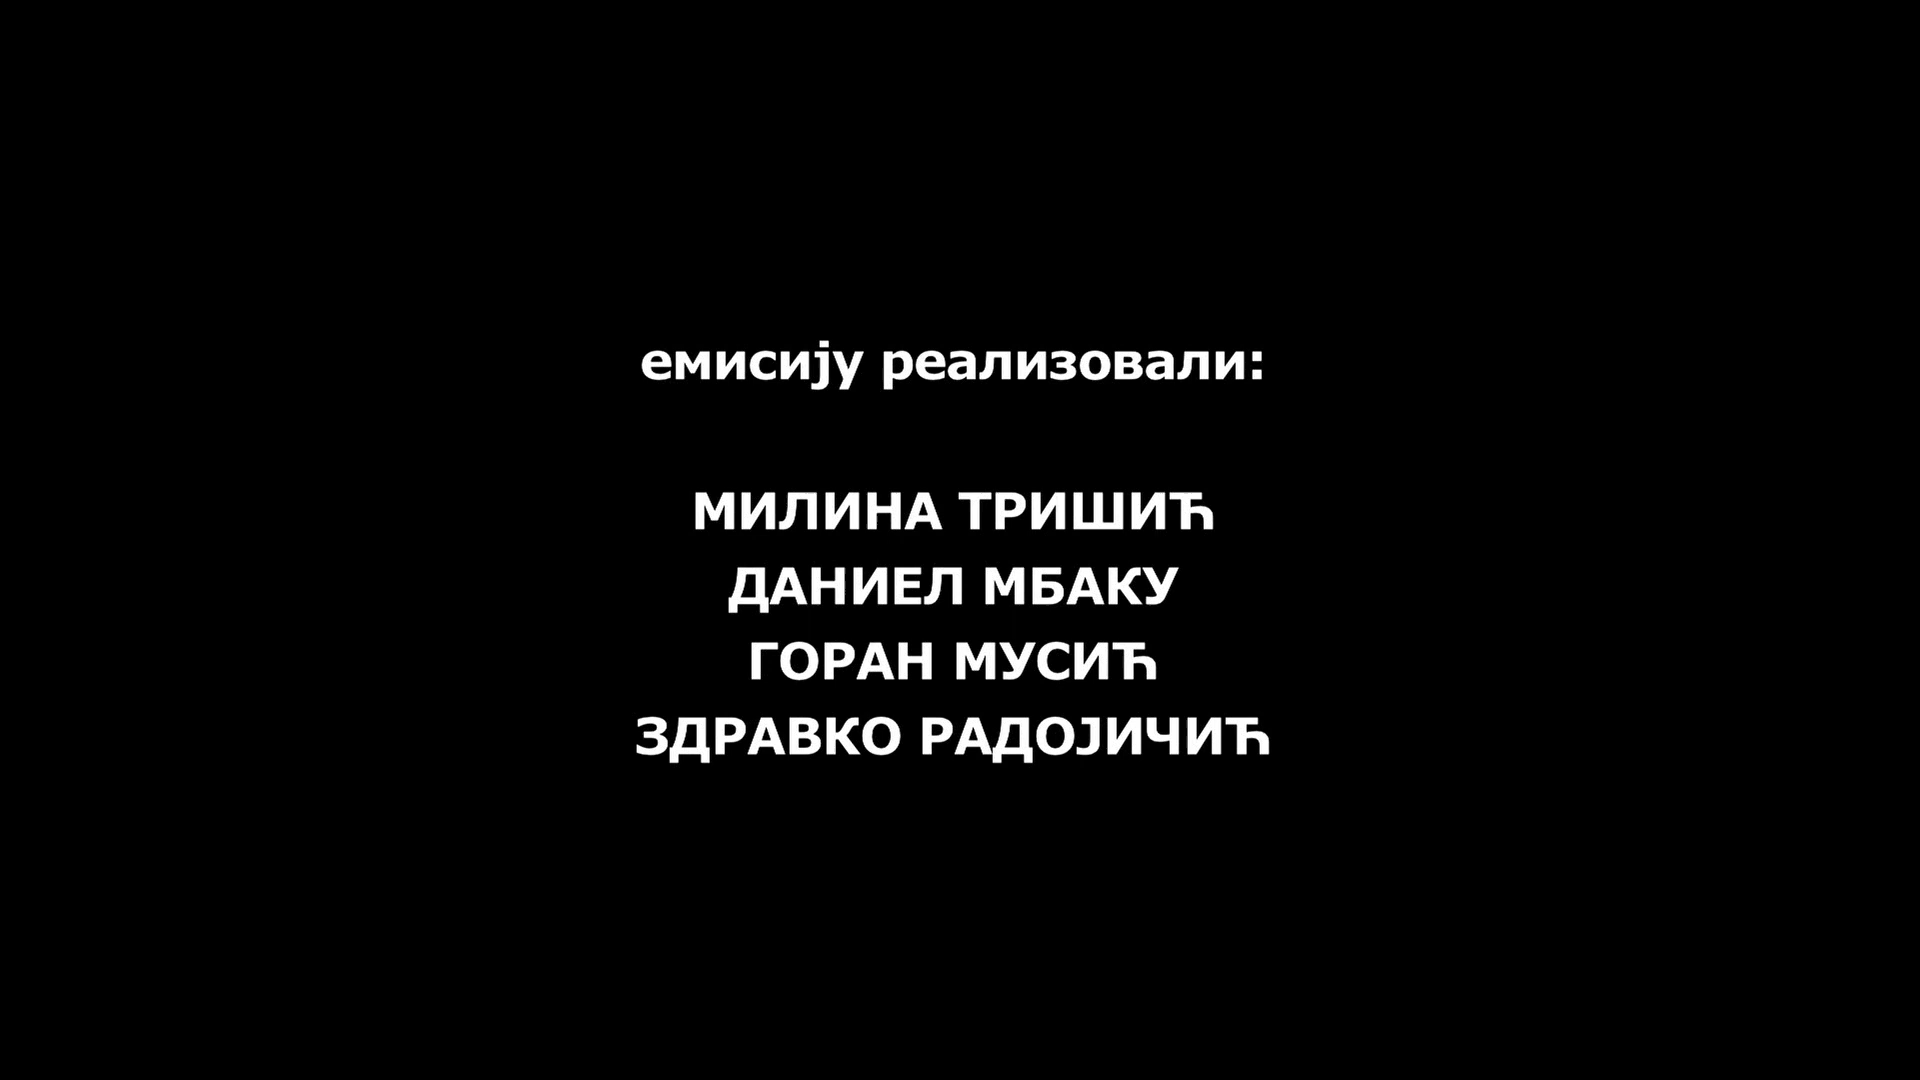 емисију реализовали:
МИЛИНА ТРИШИЋ
ДАНИЕЛ МБАКУ
ГОРАН МУСИЋ
ЗДРАВКО РАДОЈИЧИЋ